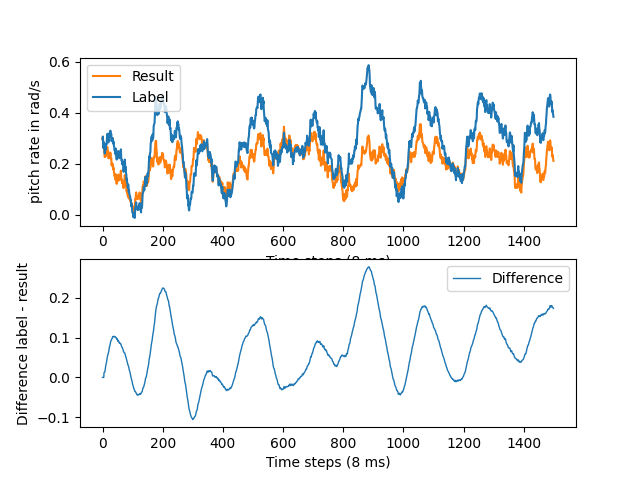 pitch rate in rad/s
0.6
0.4
0.2
0.0
Result
Label
0 200 400 600 800 1000 1200 1400
Time steps (8 ms)
Difference label - result
0.2
0.1
0.0
−0.1
Difference
0 200 400 600 800 1000 1200 1400
Time steps (8 ms)